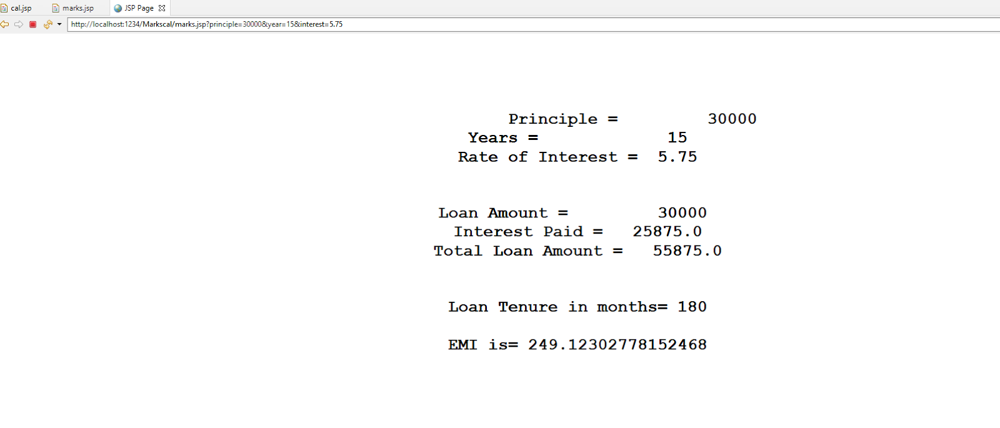 cal.jsp marks.jsp JSP Page
http://localhost:1234/Markscal/marks.jsp?principle=30000&year=15&interest=5.75
Principle = 30000
Years = 15
Rate of Interest = 5.75
Loan Amount = 30000
Interest Paid = 25875.0
Total Loan Amount = 55875.0
Loan Tenure in months= 180
EMI is= 249.12302778152468